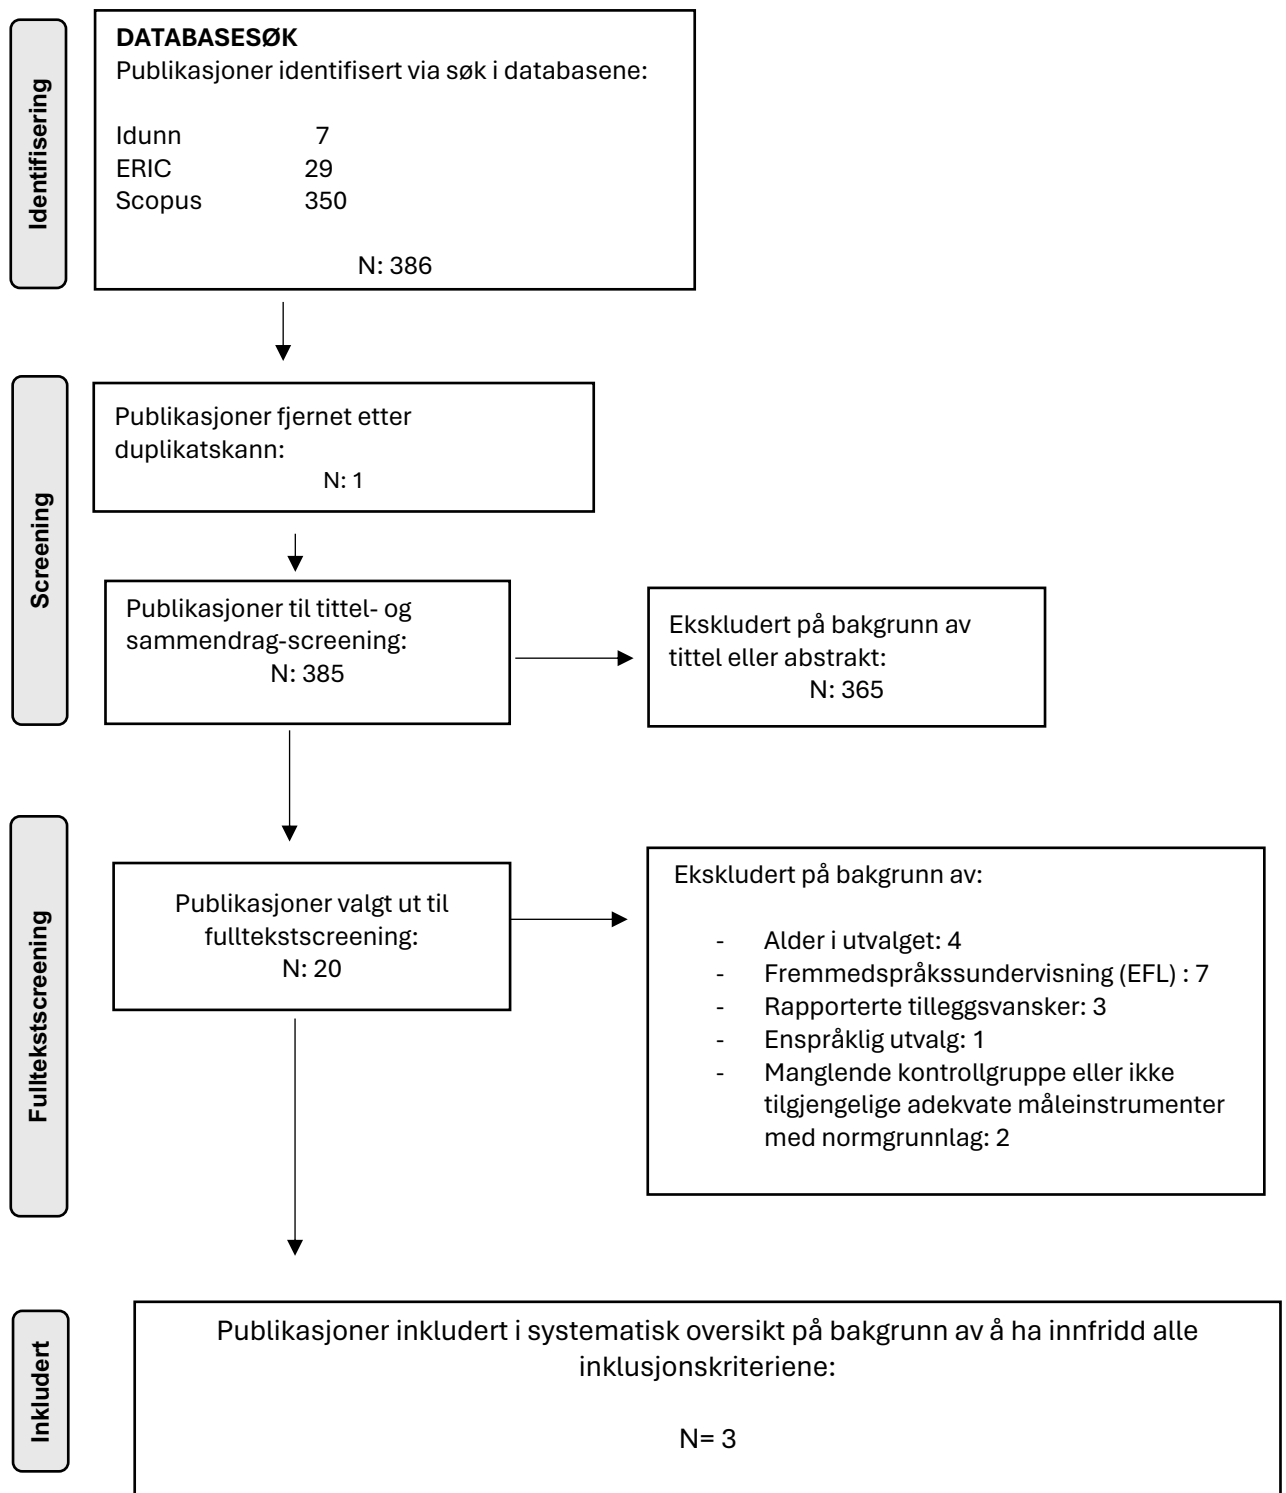 Identifisering
DATABASESØK
Publikasjoner identifisert via søk i databasene:
Idunn 7
ERIC 29
Scopus 350
N: 386
Screening
Publikasjoner fjernet etter
duplikatskann:
N: 1
Publikasjoner til tittel- og
sammendrag-screening:
N: 385
Ekskludert på bakgrunn av
tittel eller abstrakt:
N: 365
Fulltekstscreening
Publikasjoner valgt ut til
fulltekstscreening:
N: 20
Ekskludert på bakgrunn av:
- Alder i utvalget: 4
- Fremmedspråkssundervisning (EFL) : 7
- Rapporterte tilleggsvansker: 3
- Enspråklig utvalg: 1
- Manglende kontrollgruppe eller ikke
tilgjengelige adekvate måleinstrumenter
med normgrunnlag: 2
Inkludert
Publikasjoner inkludert i systematisk oversikt på bakgrunn av å ha innfridd alle
inklusjonskriteriene:
N= 3